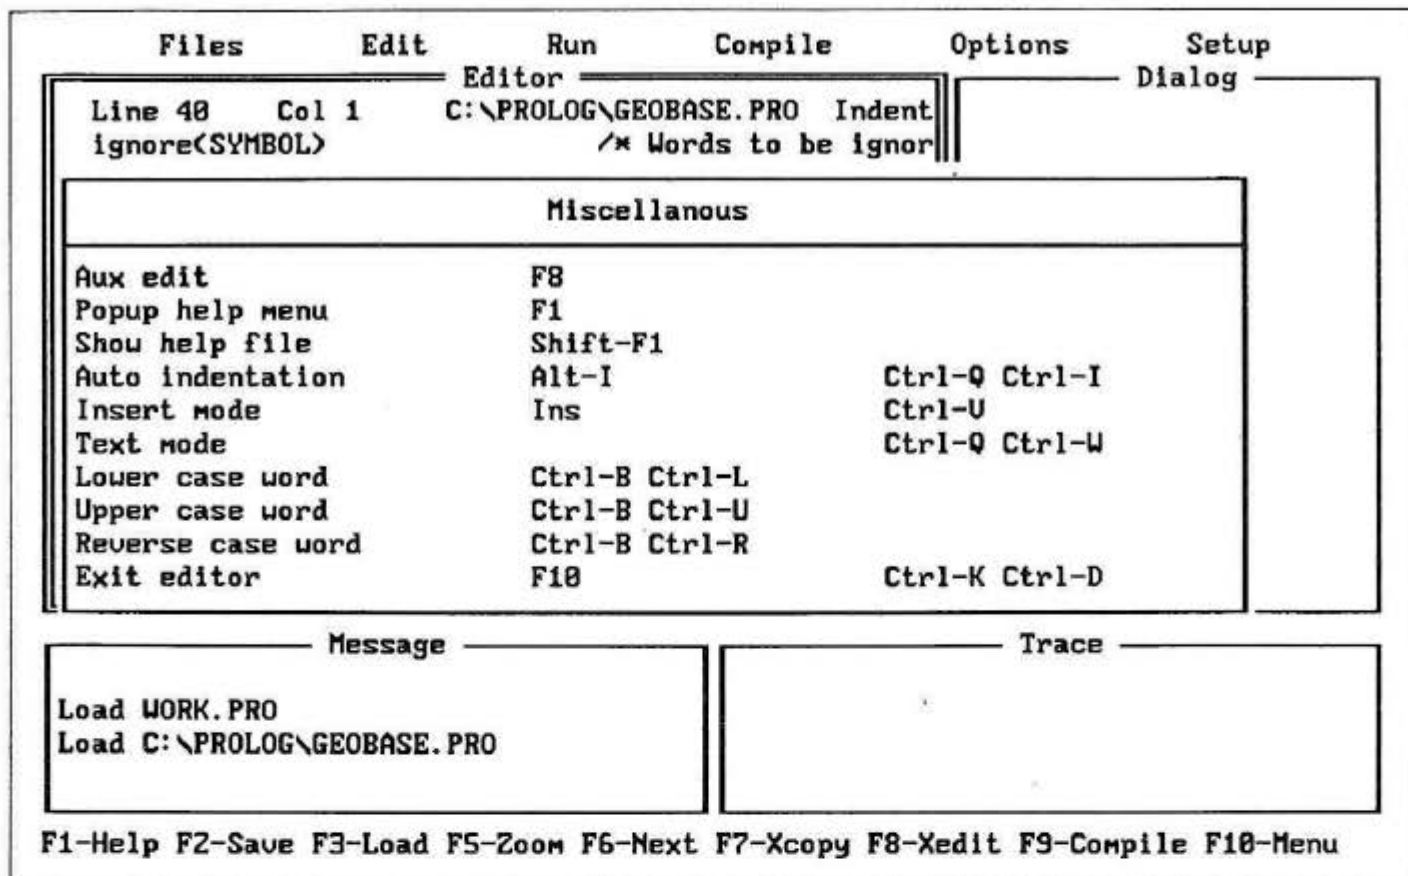 Files Edit Run Compile Options Setup
Editor Dialog
Line 40 Col 1 C:\PROLOG\GEOBASE.PRO Indent
ignore(SYMBOL) /* Words to be ignor
Miscellanous
Aux edit F8
Popup help menu F1
Show help file Shift-F1
Auto indentation Alt-I Ctrl-Q Ctrl-I
Insert mode Ins Ctrl-V
Text mode Ctrl-Q Ctrl-W
Lower case word Ctrl-B Ctrl-L
Upper case word Ctrl-B Ctrl-U
Reverse case word Ctrl-B Ctrl-R
Exit editor F10 Ctrl-K Ctrl-D
Message Trace
Load WORK.PRO
Load C:\PROLOG\GEOBASE.PRO
F1-Help F2-Save F3-Load F5-Zoom F6-Next F7-Xcopy F8-Xedit F9-Compile F10-Menu